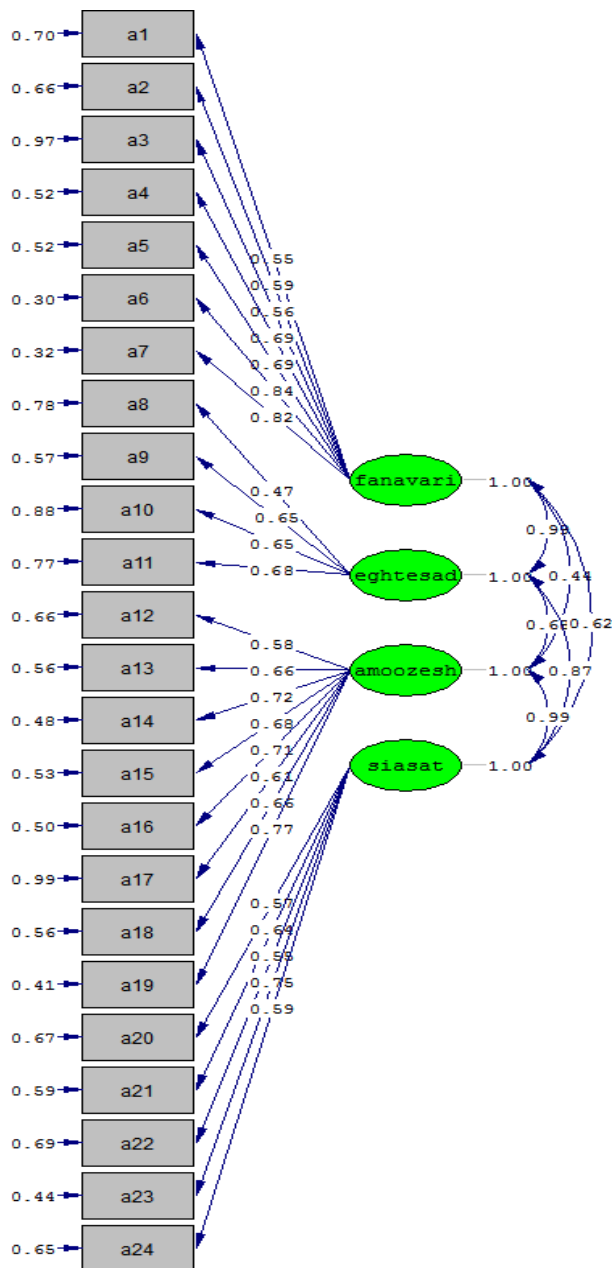 0.70 a1
0.66 a2
0.97 a3
0.52 a4
0.52 a5
0.55
0.59
0.30 a6
0.56
0.69
0.32 a7
0.69
0.84
0.78 a8
0.82
0.57 a9
fanavari 1.00
0.47
0.88 a10
0.65
0.99
0.65
0.77 a11
0.68
eghtesad 1.00 0.44
0.66 a12
0.62
0.58
0.56 a13
0.66
amoozesh 1.00 0.87
0.48 a14
0.72
0.68
0.99
0.53 a15
0.71
siasat 1.00
0.61
0.50 a16
0.66
0.77
0.99 a17
0.57
0.56 a18
0.64
0.41 a19
0.75
0.59
0.67 a20
0.59 a21
0.69 a22
0.44 a23
0.65 a24